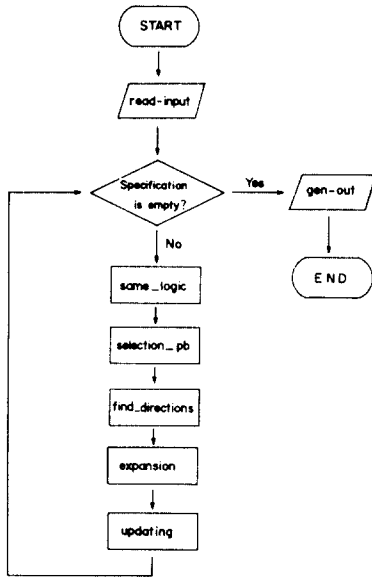 START
read-input
Specification
is empty?
Yes
gen-out
END
No
same_logic
selection_pb
find_directions
expansion
updating